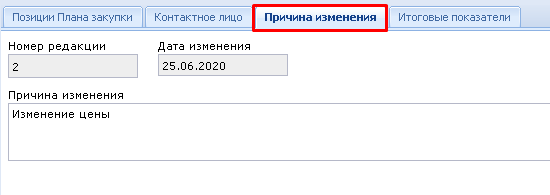 Позиции Плана закупки Контактное лицо Причина изменения Итоговые показатели
Номер редакции Дата изменения
2 25.06.2020
Причина изменения
Изменение цены